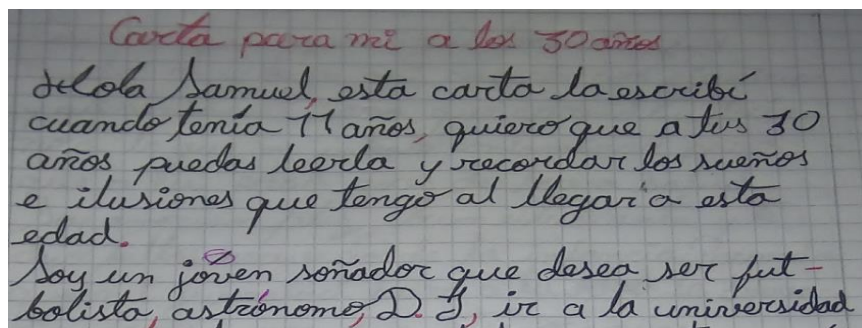 Carta para mi a los 30 años
Hola Samuel, esta carta la escribí
cuando tenía 11 años, quiero que a tus 30
años puedas leerla y recordar los sueños
e ilusiones que tengo al llegar a esta
edad.
Soy un joven soñador que desea ser fut-
bolista, astrónomo, D.J, ir a la universidad